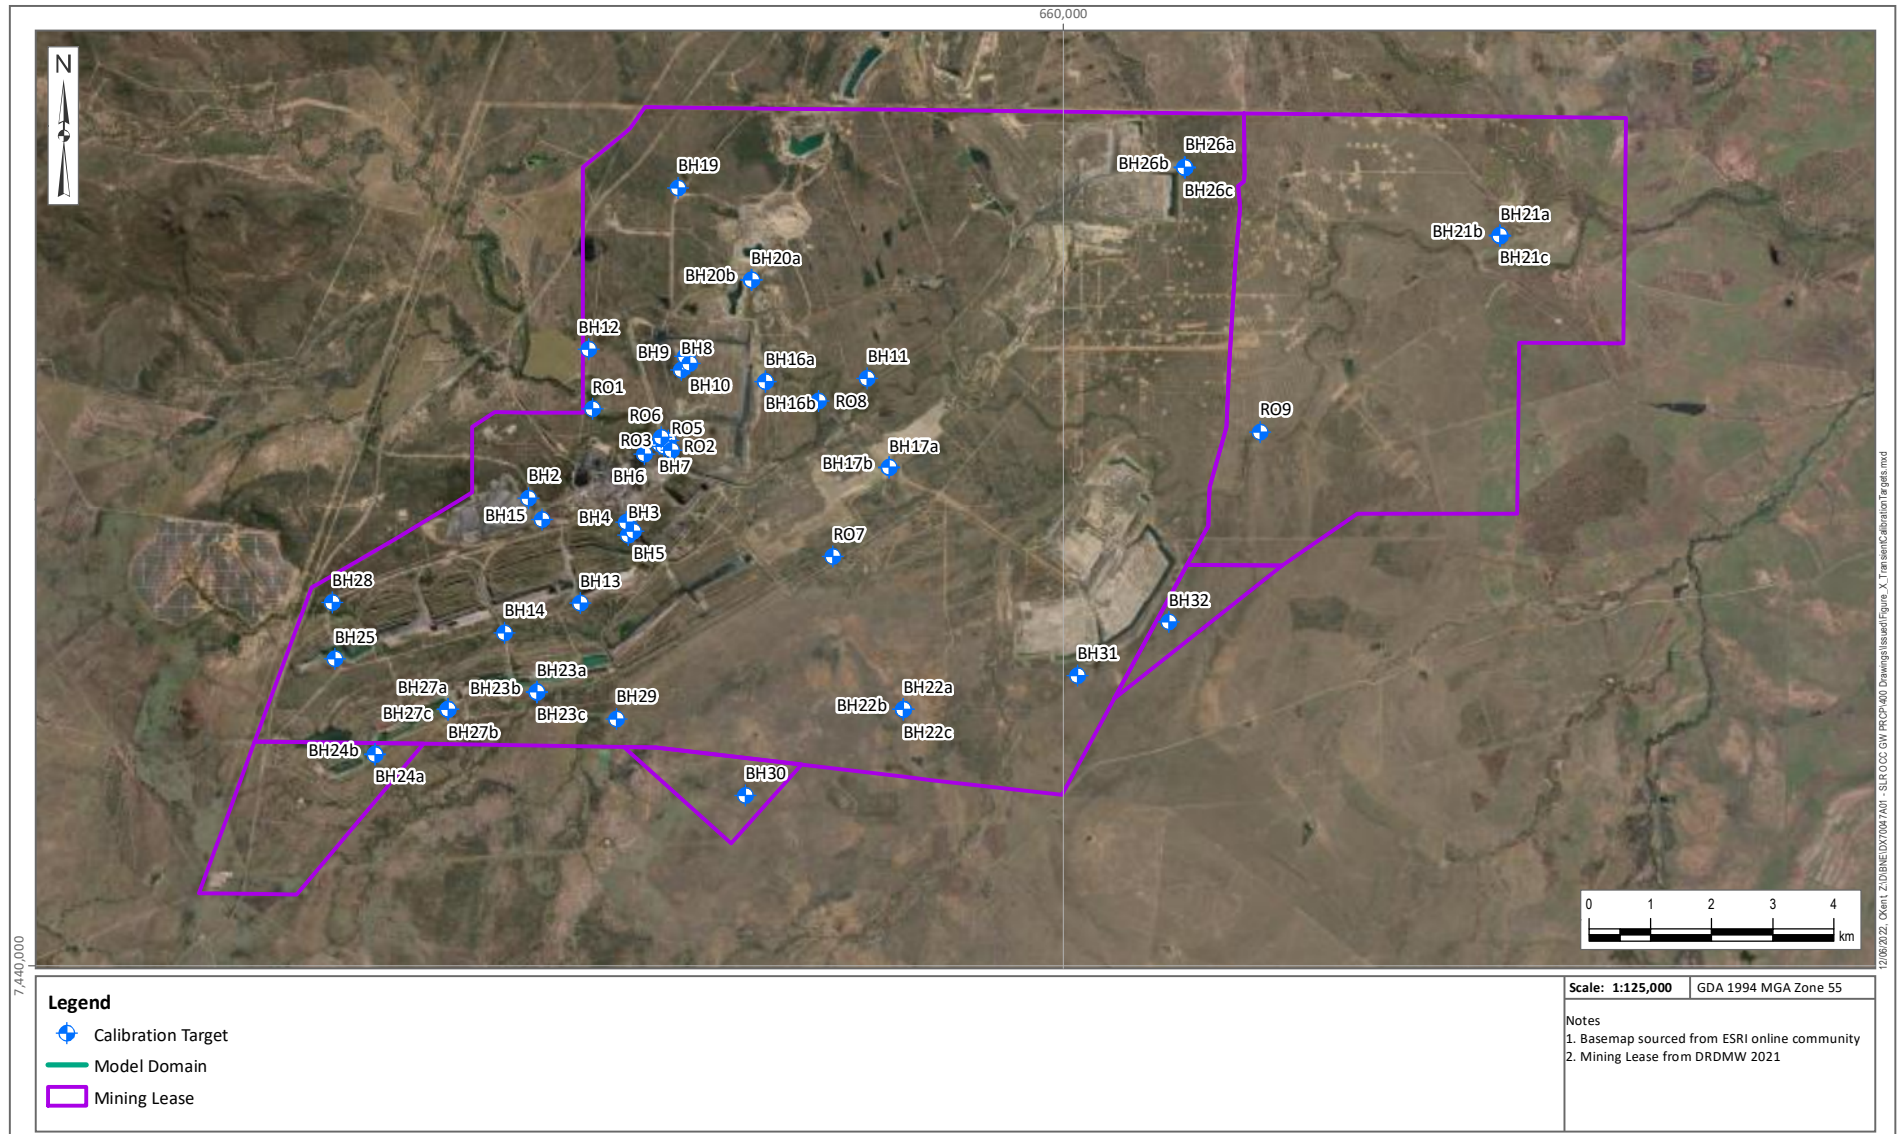 660,000
N
BH26a
BH26b
BH26c
BH19
BH21a
BH21b
BH21c
BH20a
BH20b
BH12
BH9
BH8
BH10
BH16a
BH11
BH16b
RO8
RO1
RO6
RO5
RO3
RO2
BH7
BH6
RO9
BH17a
BH17b
BH2
BH15
BH4
BH3
BH5
RO7
BH28
BH13
BH14
BH32
BH25
BH31
BH23a
BH23b
BH23c
BH27a
BH27c
BH27b
BH29
BH22a
BH22b
BH22c
BH24b
BH24a
BH30
0 1 2 3 4
km
7,440,000
Legend
Calibration Target
Model Domain
Mining Lease
Scale: 1:125,000
GDA 1994 MGA Zone 55
Notes
1. Basemap sourced from ESRI online community
2. Mining Lease from DRDMW 2021